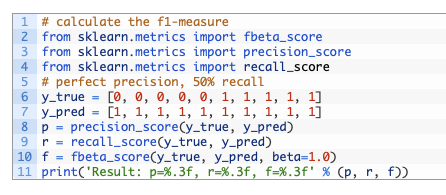 1 # calculate the f1-measure
2 from sklearn.metrics import fbeta_score
3 from sklearn.metrics import precision_score
4 from sklearn.metrics import recall_score
5 # perfect precision, 50% recall
6 y_true = [0, 0, 0, 0, 0, 1, 1, 1, 1, 1]
7 y_pred = [1, 1, 1, 1, 1, 1, 1, 1, 1, 1]
8 p = precision_score(y_true, y_pred)
9 r = recall_score(y_true, y_pred)
10 f = fbeta_score(y_true, y_pred, beta=1.0)
11 print('Result: p=%.3f, r=%.3f, f=%.3f' % (p, r, f))